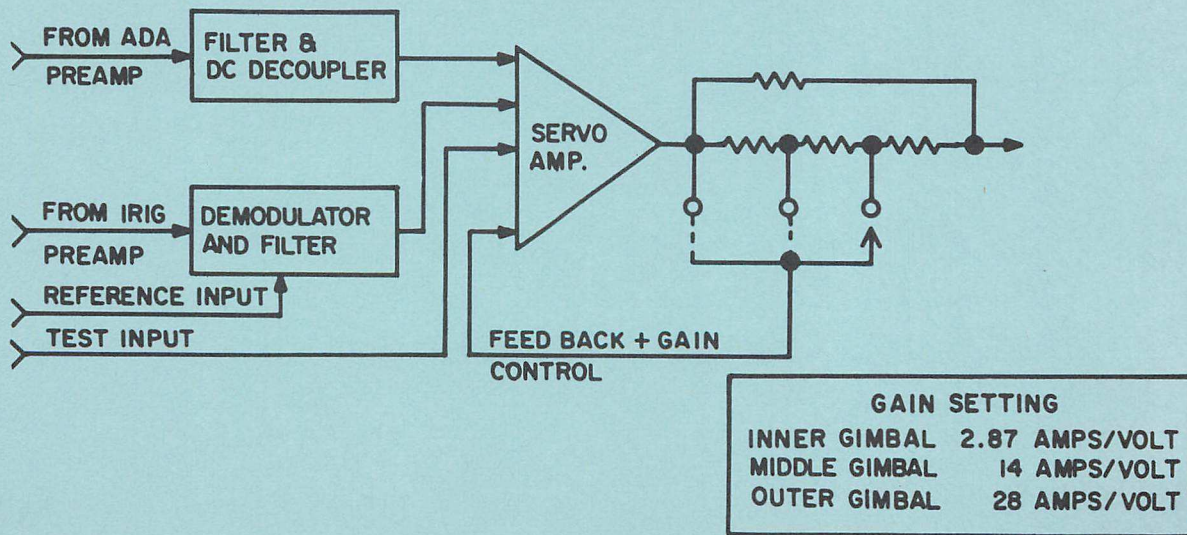 FROM ADA
PREAMP
FILTER &
DC DECOUPLER
SERVO
AMP.
FROM IRIG
PREAMP
DEMODULATOR
AND FILTER
REFERENCE INPUT
TEST INPUT
FEED BACK + GAIN
CONTROL
GAIN SETTING
INNER GIMBAL 2.87 AMPS/VOLT
MIDDLE GIMBAL 14 AMPS/VOLT
OUTER GIMBAL 28 AMPS/VOLT